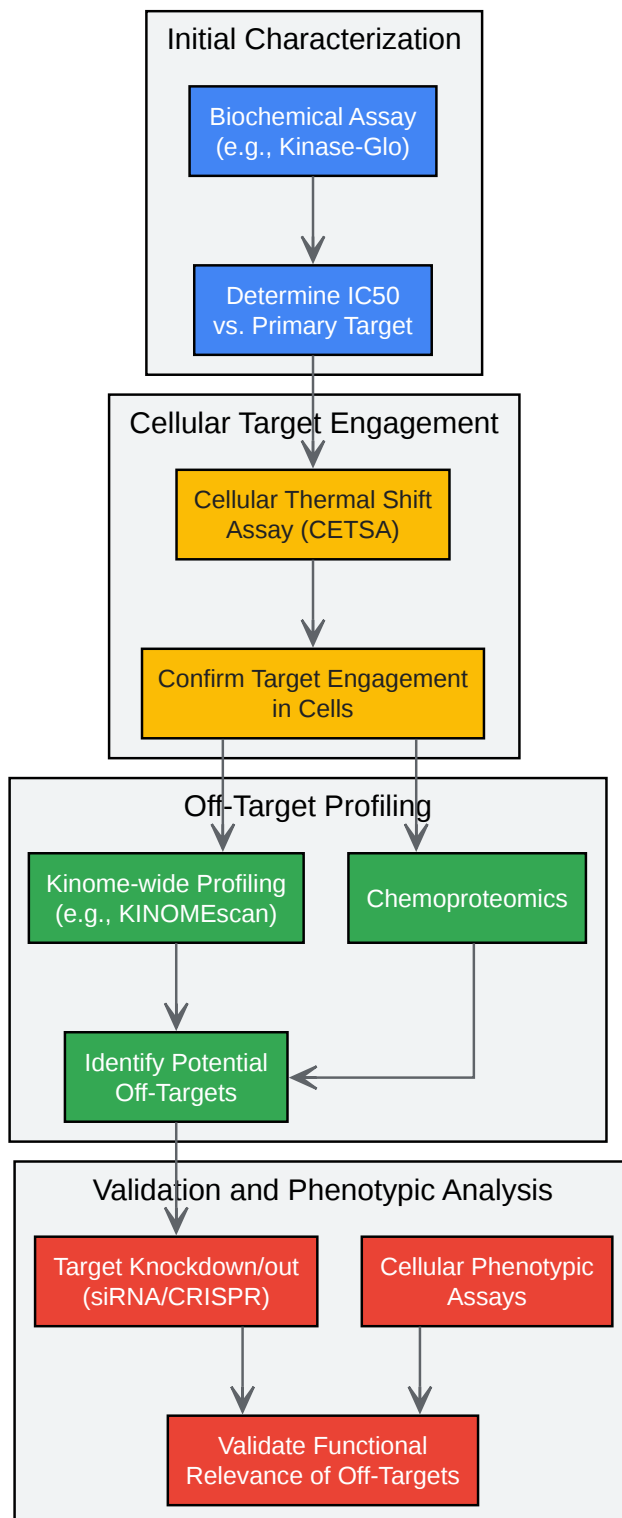 Initial Characterization
Biochemical Assay
(e.g., Kinase-Glo)
Determine IC50
vs. Primary Target
Cellular Target Engagement
Cellular Thermal Shift
Assay (CETSA)
Confirm Target Engagement
in Cells
Off-Target Profiling
Kinome-wide Profiling
(e.g., KINOMEscan)
Chemoproteomics
Identify Potential
Off-Targets
Validation and Phenotypic Analysis
Target Knockdown/out
(siRNA/CRISPR)
Cellular Phenotypic
Assays
Validate Functional
Relevance of Off-Targets